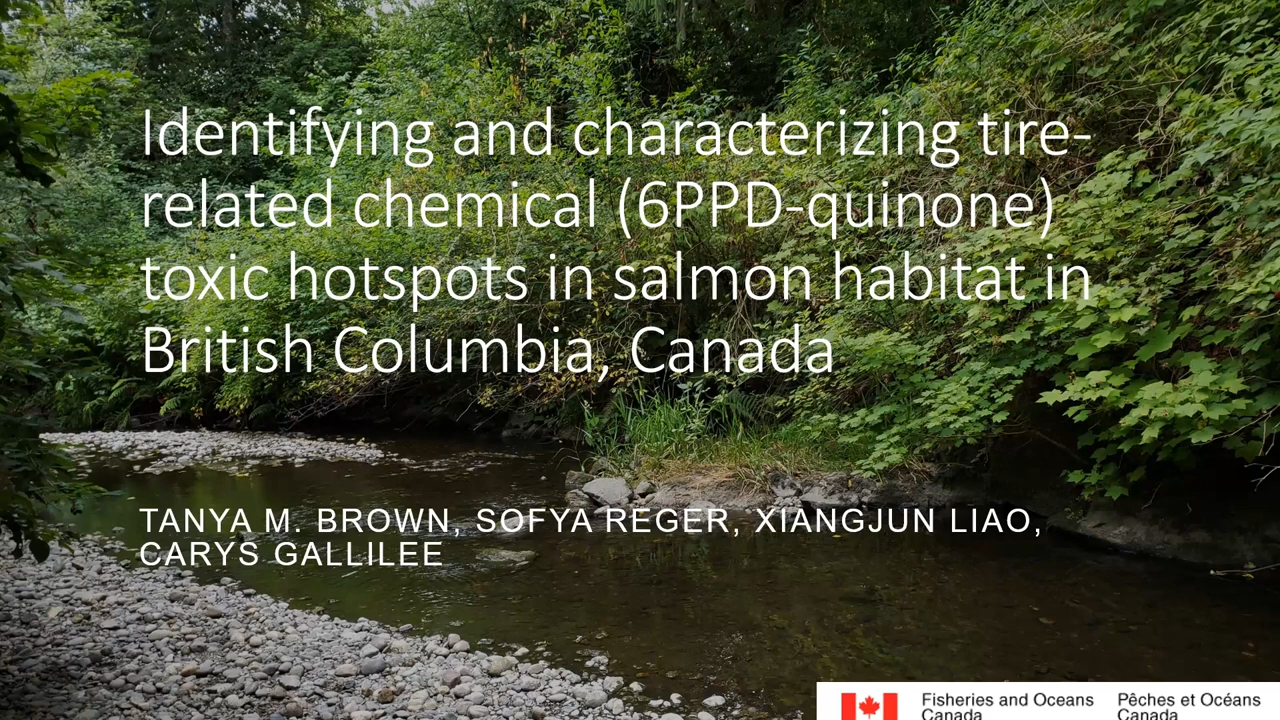 Identifying and characterizing tire-
related chemical (6PPD-quinone)
toxic hotspots in salmon habitat in
British Columbia, Canada
TANYA M. BROWN, SOFYA REGER, XIANGJUN LIAO,
CARYS GALLILEE
Fisheries and Oceans
Canada
Pêches et Océans
Canada